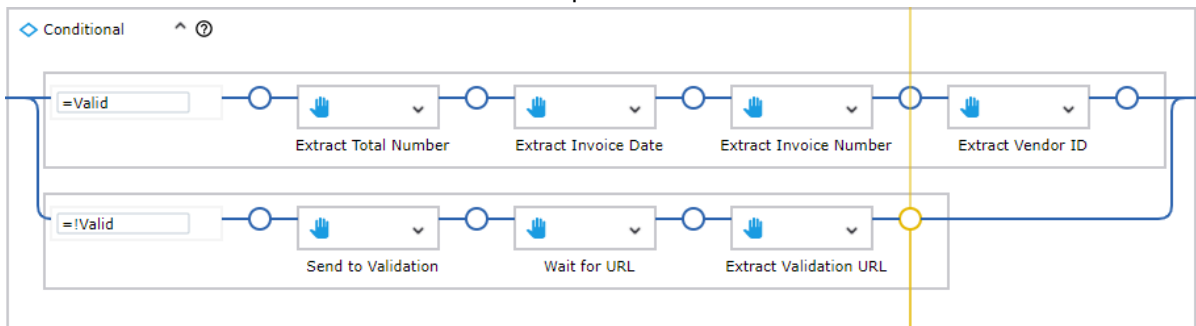 Conditional
=Valid
Extract Total Number
Extract Invoice Date
Extract Invoice Number
Extract Vendor ID
=!Valid
Send to Validation
Wait for URL
Extract Validation URL